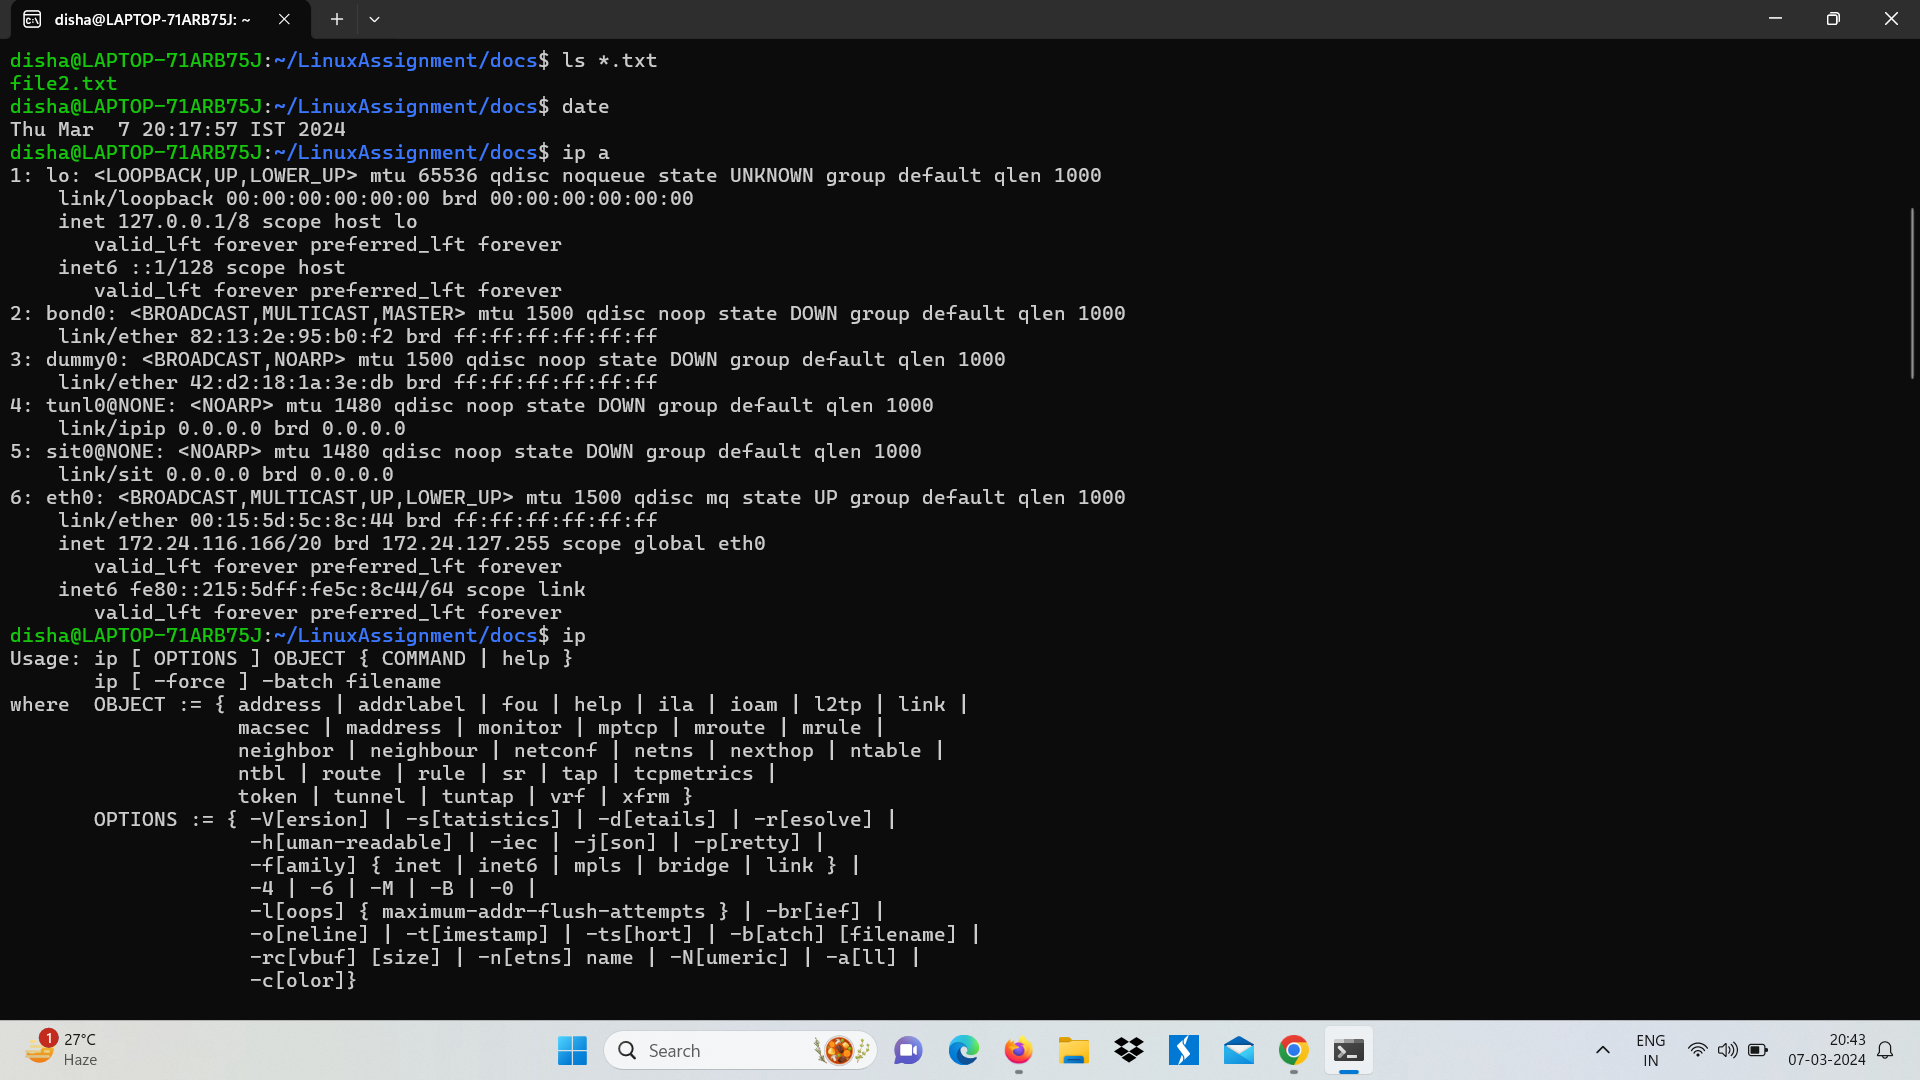 disha@LAPTOP-71ARB75J: ~
disha@LAPTOP-71ARB75J:~/LinuxAssignment/docs$ ls *.txt
file2.txt
disha@LAPTOP-71ARB75J:~/LinuxAssignment/docs$ date
Thu Mar  7 20:17:57 IST 2024
disha@LAPTOP-71ARB75J:~/LinuxAssignment/docs$ ip a
1: lo: <LOOPBACK,UP,LOWER_UP> mtu 65536 qdisc noqueue state UNKNOWN group default qlen 1000
    link/loopback 00:00:00:00:00:00 brd 00:00:00:00:00:00
    inet 127.0.0.1/8 scope host lo
       valid_lft forever preferred_lft forever
    inet6 ::1/128 scope host
       valid_lft forever preferred_lft forever
2: bond0: <BROADCAST,MULTICAST,MASTER> mtu 1500 qdisc noop state DOWN group default qlen 1000
    link/ether 82:13:2e:95:b0:f2 brd ff:ff:ff:ff:ff:ff
3: dummy0: <BROADCAST,NOARP> mtu 1500 qdisc noop state DOWN group default qlen 1000
    link/ether 42:d2:18:1a:3e:db brd ff:ff:ff:ff:ff:ff
4: tunl0@NONE: <NOARP> mtu 1480 qdisc noop state DOWN group default qlen 1000
    link/ipip 0.0.0.0 brd 0.0.0.0
5: sit0@NONE: <NOARP> mtu 1480 qdisc noop state DOWN group default qlen 1000
    link/sit 0.0.0.0 brd 0.0.0.0
6: eth0: <BROADCAST,MULTICAST,UP,LOWER_UP> mtu 1500 qdisc mq state UP group default qlen 1000
    link/ether 00:15:5d:5c:8c:44 brd ff:ff:ff:ff:ff:ff
    inet 172.24.116.166/20 brd 172.24.127.255 scope global eth0
       valid_lft forever preferred_lft forever
    inet6 fe80::215:5dff:fe5c:8c44/64 scope link
       valid_lft forever preferred_lft forever
disha@LAPTOP-71ARB75J:~/LinuxAssignment/docs$ ip
Usage: ip [ OPTIONS ] OBJECT { COMMAND | help }
       ip [ -force ] -batch filename
where  OBJECT := { address | addrlabel | fou | help | ila | ioam | l2tp | link |
                   macsec | maddress | monitor | mptcp | mroute | mrule |
                   neighbor | neighbour | netconf | netns | nexthop | ntable |
                   ntbl | route | rule | sr | tap | tcpmetrics |
                   token | tunnel | tuntap | vrf | xfrm }
       OPTIONS := { -V[ersion] | -s[tatistics] | -d[etails] | -r[esolve] |
                    -h[uman-readable] | -iec | -j[son] | -p[retty] |
                    -f[amily] { inet | inet6 | mpls | bridge | link } |
                    -4 | -6 | -M | -B | -0 |
                    -l[oops] { maximum-addr-flush-attempts } | -br[ief] |
                    -o[neline] | -t[imestamp] | -ts[hort] | -b[atch] [filename] |
                    -rc[vbuf] [size] | -n[etns] name | -N[umeric] | -a[ll] |
                    -c[olor]}
1
27°C
Haze
Search
ENG
IN
20:43
07-03-2024